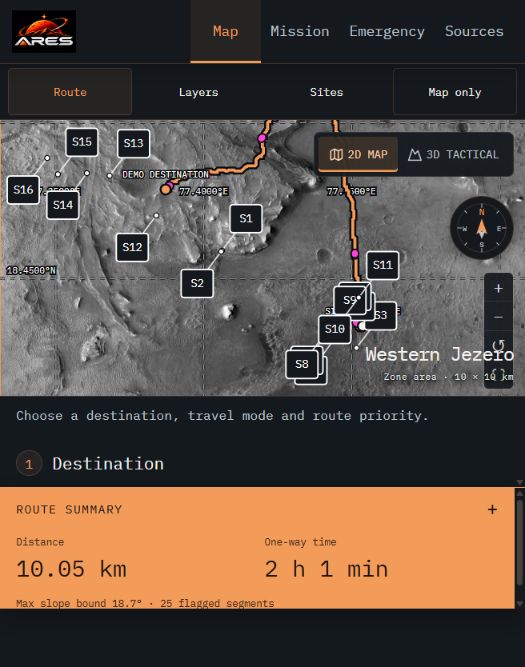 ARES
Map Mission Emergency Sources
Route Layers Sites Map only
2D MAP 3D TACTICAL
S15
S13
DEMO DESTINATION
S16
77.4000°E
S14
S1
N
W E
S
S12
18.4500°N
S2
S11
S9
S3
S10
S8
+
−
↺
Western Jezero
Zone area · 10 × 10 km
Choose a destination, travel mode and route priority.
1 Destination
ROUTE SUMMARY +
Distance One-way time
10.05 km 2 h 1 min
Max slope bound 18.7° · 25 flagged segments